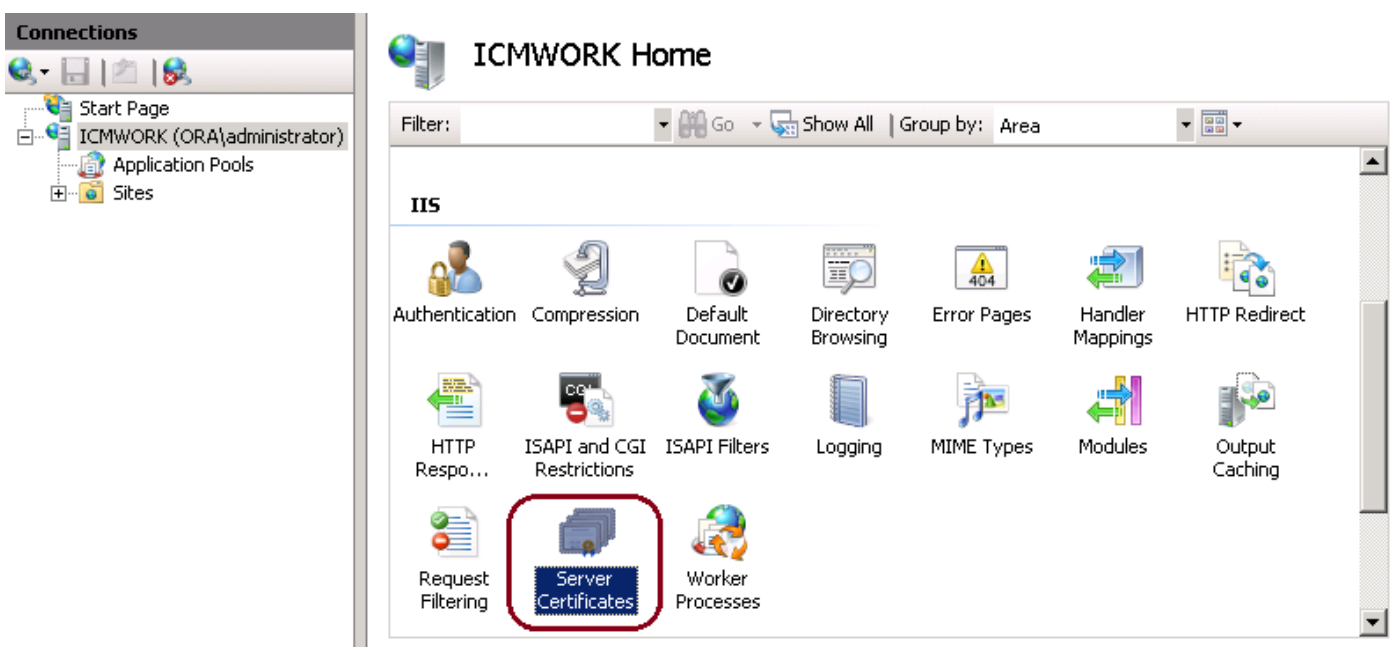 Connections
Start Page
ICMWORK (ORA\administrator)
Application Pools
Sites
ICMWORK Home
Filter: Go Show All Group by: Area
IIS
Authentication Compression Default Document Directory Browsing Error Pages Handler Mappings HTTP Redirect
404
CGI
HTTP Respo... ISAPI and CGI Restrictions ISAPI Filters Logging MIME Types Modules Output Caching
Request Filtering Server Certificates Worker Processes